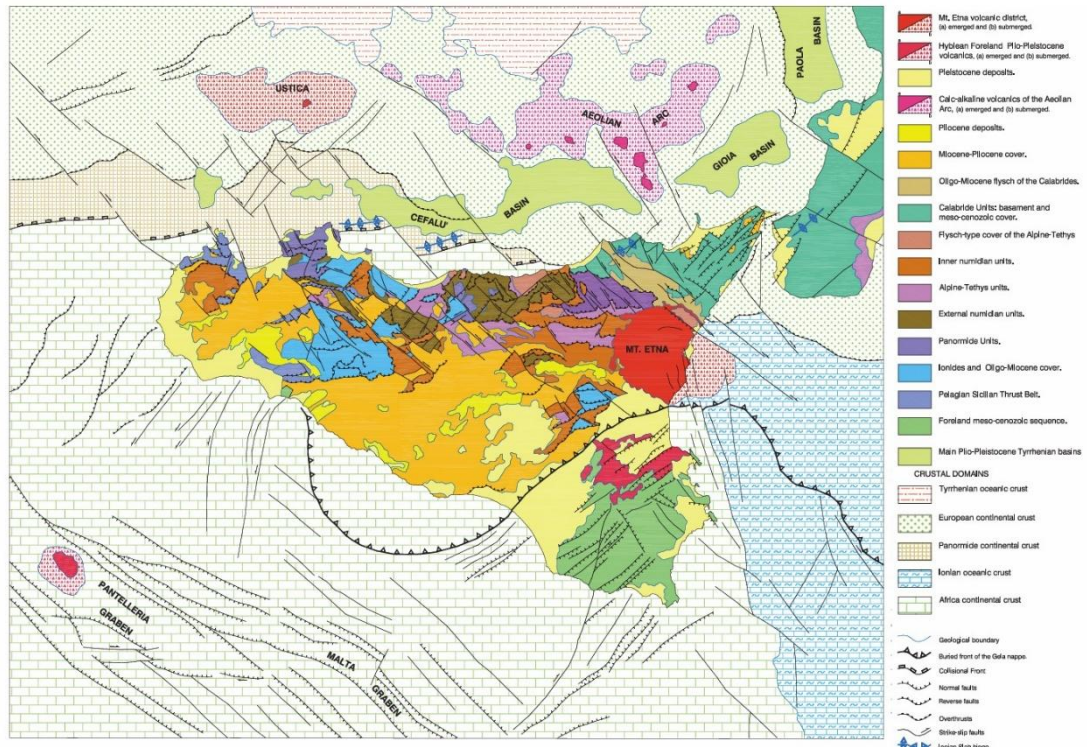 USTICA
AEOLIAN
ARC
PAOLA
BASIN
GIOIA
BASIN
CEFALU'
BASIN
MT. ETNA
PANTELLERIA
GRABEN
MALTA
GRABEN
Mt. Etna volcanic district,
(a) emerged and (b) submerged.
Hyblean Foreland Plio-Pleistocene
volcanics, (a) emerged and (b) submerged.
Pleistocene deposits.
Calc-alkaline volcanics of the Aeolian
Arc, (a) emerged and (b) submerged.
Pliocene deposits.
Miocene-Pliocene cover.
Oligo-Miocene flysch of the Calabrides.
Calabride Units: basament and
meso-cenozoic cover.
Flysch-type cover of the Alpine-Tethys
Inner numidian units.
Alpine-Tethys units.
External numidian units.
Panormide Units.
Ionides and Oligo-Miocene cover.
Pelagian Sicilian Thrust Belt.
Foreland meso-cenozoic sequence.
Main Plio-Pleistocene Tyrrhenian basins
CRUSTAL DOMAINS
Tyrrhenian oceanic crust
European continental crust
Panormide continental crust
Ionian oceanic crust
Africa continental crust
Geological boundary
Buried front of the Gela nappe.
Collisional Front
Normal faults
Reverse faults
Overthrusts
Strike-slip faults